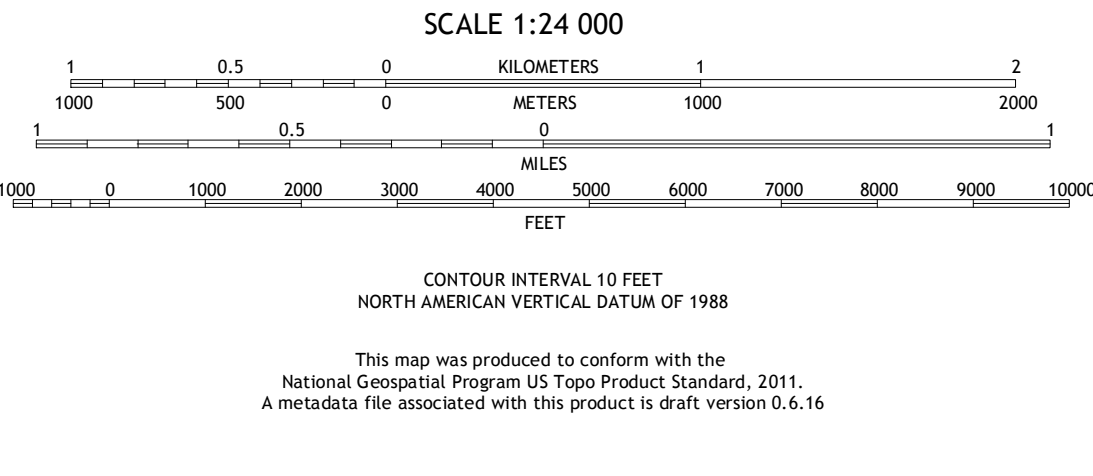 SCALE 1:24 000
1 0.5 0 KILOMETERS 1 2
1000 500 0 METERS 1000 2000
1 0.5 0 1
MILES
1000 0 1000 2000 3000 4000 5000 6000 7000 8000 9000 10000
FEET
CONTOUR INTERVAL 10 FEET
NORTH AMERICAN VERTICAL DATUM OF 1988
This map was produced to conform with the
National Geospatial Program US Topo Product Standard, 2011.
A metadata file associated with this product is draft version 0.6.16